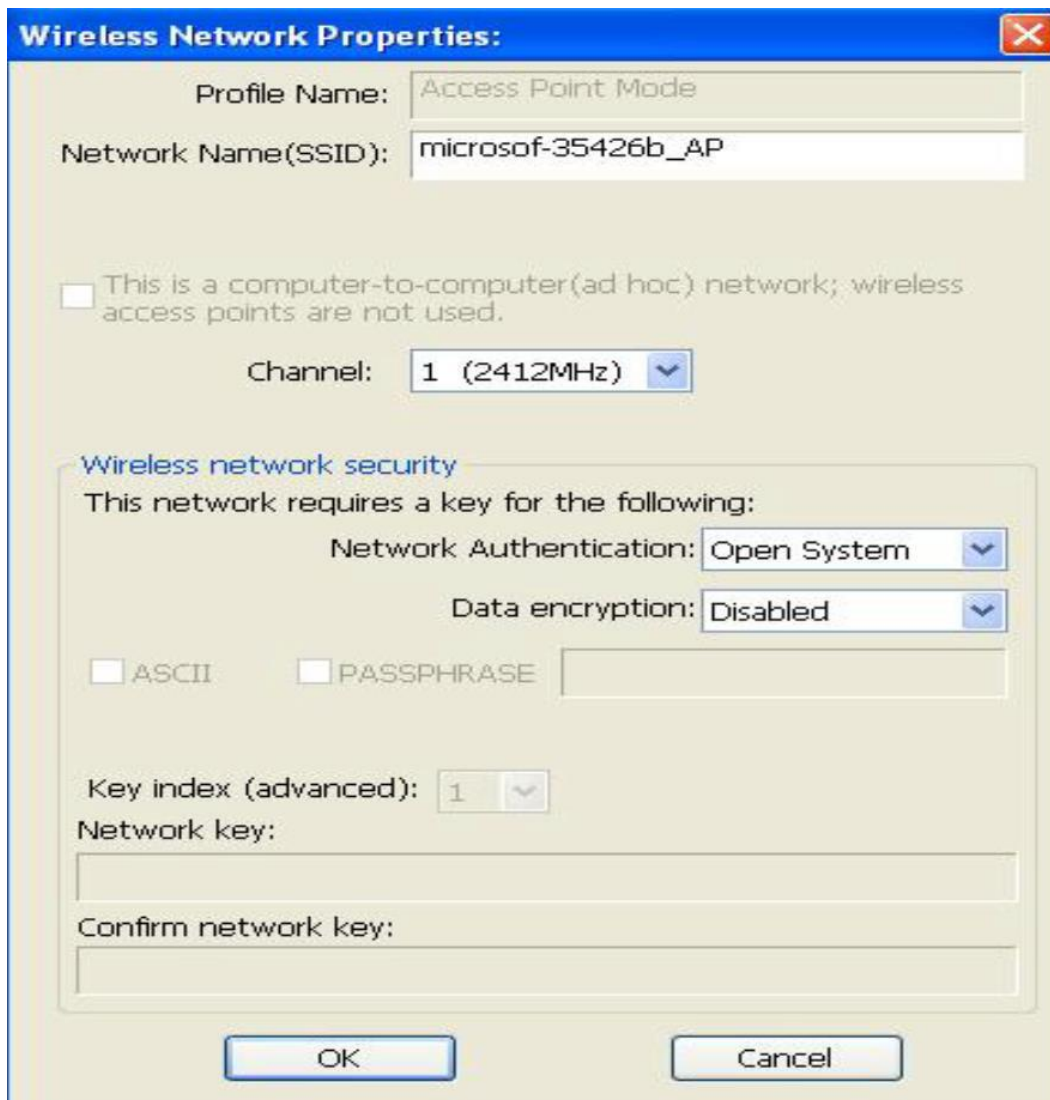 Wireless Network Properties:
Profile Name: Access Point Mode
Network Name(SSID): microsof-35426b_AP
This is a computer-to-computer(ad hoc) network; wireless
access points are not used.
Channel: 1 (2412MHz)
Wireless network security
This network requires a key for the following:
Network Authentication: Open System
Data encryption: Disabled
ASCII PASSPHRASE
Key index (advanced): 1
Network key:
Confirm network key:
OK Cancel